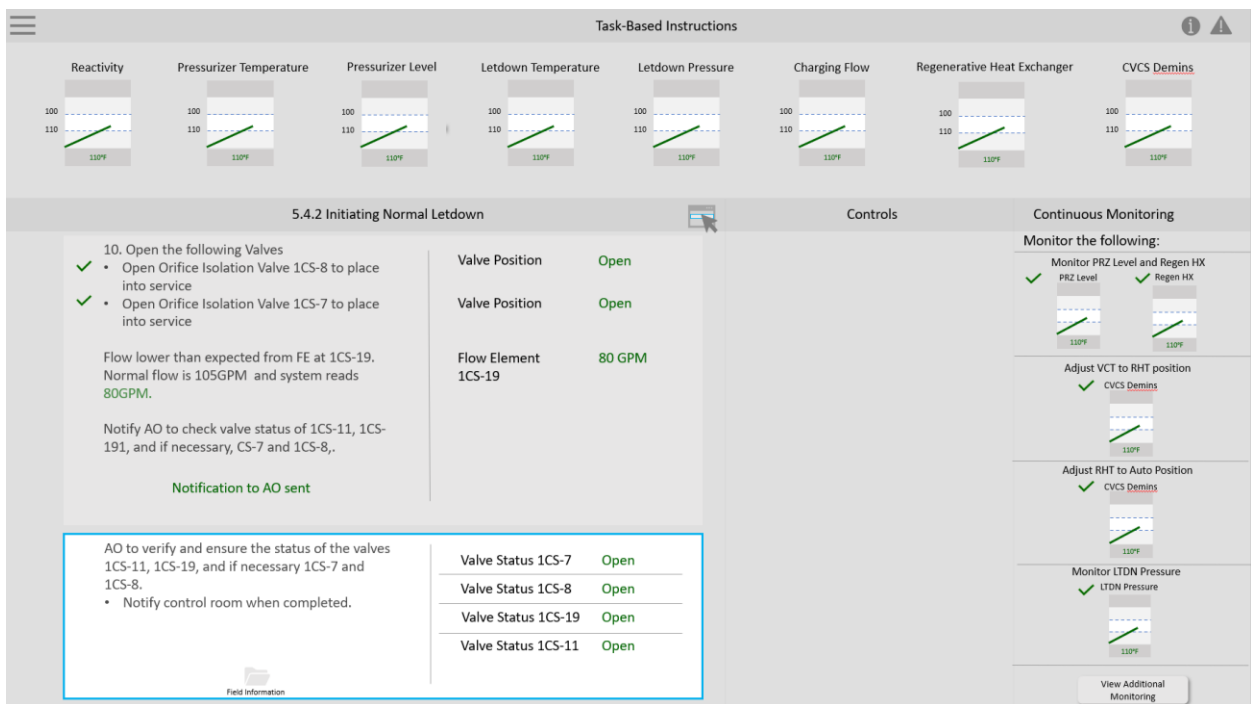 Task-Based Instructions
Reactivity
Pressurizer Temperature
Pressurizer Level
Letdown Temperature
Letdown Pressure
Charging Flow
Regenerative Heat Exchanger
CVCS Demins
100
110
110°F
100
110
110°F
100
110
110°F
100
110
110°F
100
110
110°F
100
110
110°F
100
110
110°F
100
110
110°F
5.4.2 Initiating Normal Letdown
10. Open the following Valves
• Open Orifice Isolation Valve 1CS-8 to place
into service
• Open Orifice Isolation Valve 1CS-7 to place
into service
Flow lower than expected from FE at 1CS-19.
Normal flow is 105GPM and system reads
80GPM.
Notify AO to check valve status of 1CS-11, 1CS-
191, and if necessary, CS-7 and 1CS-8,.
Notification to AO sent
Valve Position Open
Valve Position Open
Flow Element 80 GPM
1CS-19
AO to verify and ensure the status of the valves
1CS-11, 1CS-19, and if necessary 1CS-7 and
1CS-8.
• Notify control room when completed.
Field Information
Valve Status 1CS-7 Open
Valve Status 1CS-8 Open
Valve Status 1CS-19 Open
Valve Status 1CS-11 Open
Controls
Continuous Monitoring
Monitor the following:
Monitor PRZ Level and Regen HX
PRZ Level
Regen HX
110°F
110°F
Adjust VCT to RHT position
CVCS Demins
110°F
Adjust RHT to Auto Position
CVCS Demins
110°F
Monitor LTDN Pressure
LTDN Pressure
110°F
View Additional
Monitoring